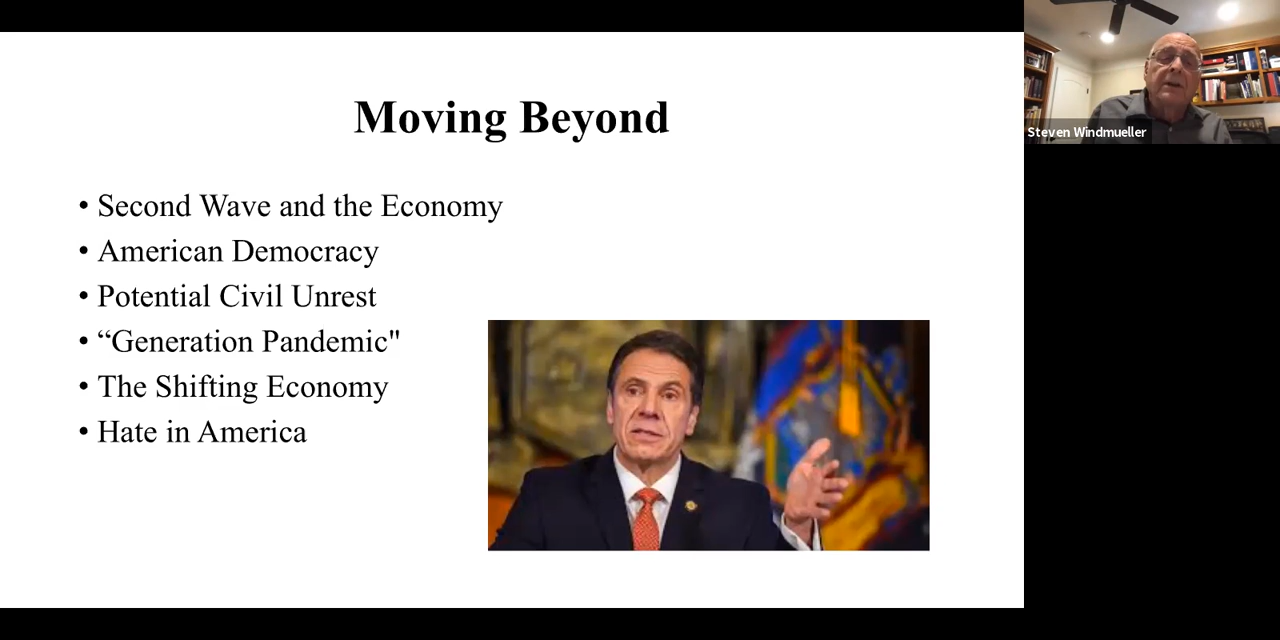 Moving Beyond
• Second Wave and the Economy
• American Democracy
• Potential Civil Unrest
• “Generation Pandemic"
• The Shifting Economy
• Hate in America
Steven Windmueller